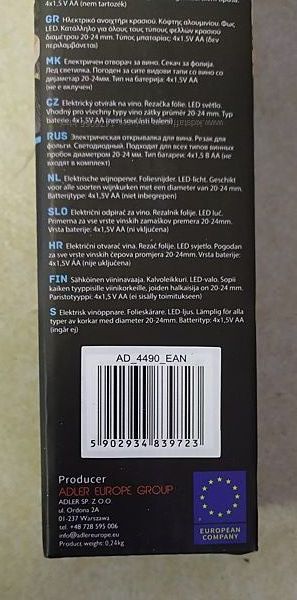 4x1,5V AA (nem tartozék)
GR Ηλεκτρικό ανοιχτήρι κρασιού. Κόφτης αλουμινίου. Φως
LED. Κατάλληλο για όλους τους τύπους φελλών κρασιού
διαμέτρου 20-24 mm. Τύπος μπαταρίας: 4x1,5V AA (δεν
περιλαμβάνεται)
MK Електричен отворач за вино. Секач за фолија.
Лед светилка. Погоден за сите видови тапи со вино со
дијаметар 20-24 mm. Тип на батерија: 4x1,5V AA
(не е вклучен)
CZ Elektrický otvírák na víno. Řezačka fólie. LED světlo.
Vhodný pro všechny typy vinné zátky průměr 20-24 mm. Typ
baterie: 4x1,5V AA (není součástí balení)
RUS Электрическая открывалка для вина. Резак для
фольги. Светодиодный. Подходит для всех типов винных
пробок диаметром 20-24 мм. Тип батареи: 4x1,5 В AA (не
входят в комплект)
NL Elektrische wijnopener. Foliesnijder. LED-licht. Geschikt
voor alle soorten wijnkurken met een diameter van 20-24 mm.
Batterijtype: 4x1,5V AA (niet inbegrepen)
SLO Električni odpirač za vino. Rezalnik folije. LED luč.
Primerna za vse vrste vinskih zamaškov premera 20-24 mm.
Vrsta baterije: 4x1,5V AA (ni vključena)
HR Električni otvarač vina. Rezač folije. LED svjetlo. Pogodan
za sve vrste vinskih čepova promjera 20-24 mm. Vrsta baterije:
4x1,5V AA (nije uključena)
FIN Sähköinen viininavaaja. Kalvoleikkuri. LED-valo. Sopii
kaiken tyyppisille viinikorkeille, joiden halkaisija on 20-24 mm.
Paristotyyppi: 4x1,5V AA (ei sisälly toimitukseen)
S Elektrisk vinöppnare. Folieskärare. LED-ljus. Lämplig för alla
typer av korkar med diameter 20-24mm. Batterityp: 4x1,5V AA
(ingår ej)
AD_4490_EAN
5 902934 839723
Producer
ADLER EUROPE GROUP
ADLER SP. Z O.O.
ul. Ordona 2A
01-237 Warszawa
tel. +48 728 595 006
info@adlereurope.eu
Product weight: 0,24kg
EUROPEAN
COMPANY